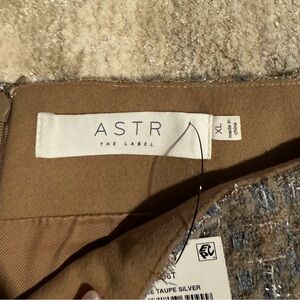 ASTR
THE LABEL
XL
made in
china
TAUPE SILVER